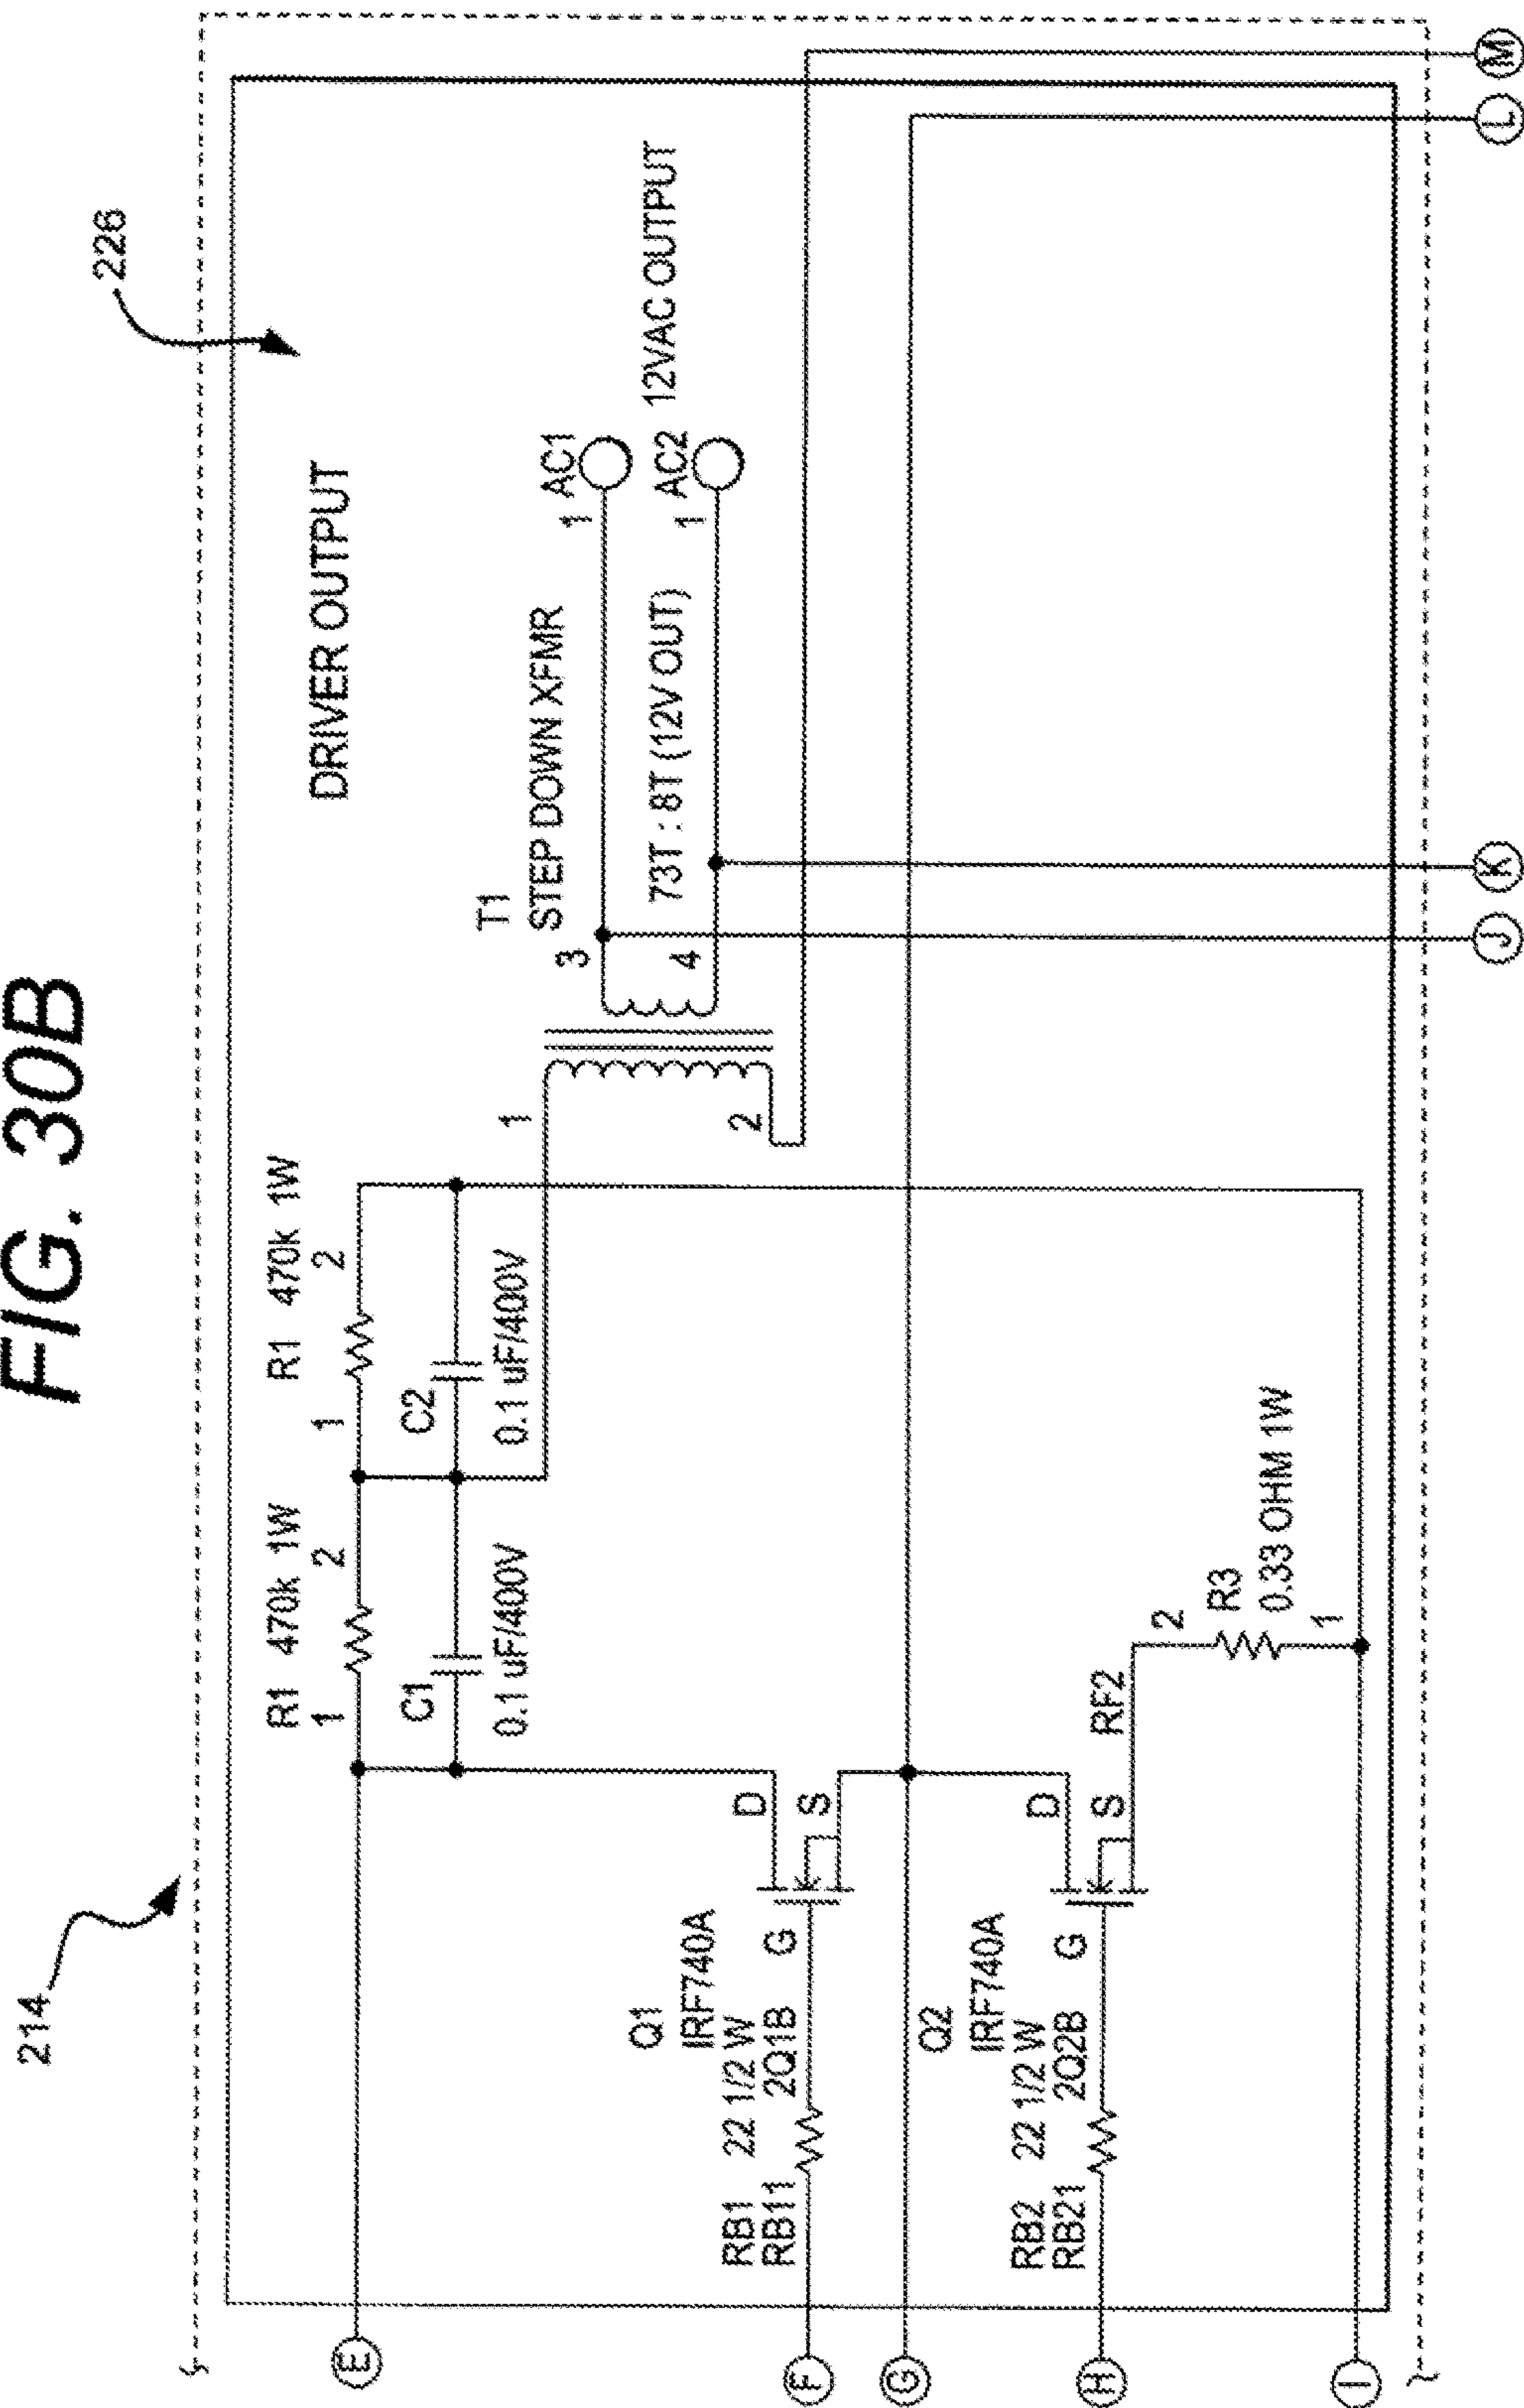 FIG. 30B
214
226
DRIVER OUTPUT
R1 470k 1W
1 2
R1 470k 1W
1 2
C1
0.1 uF/400V
C2
0.1 uF/400V
E
T1
STEP DOWN XFMR
73T : 8T (12V OUT)
1
2
3
4
1
AC1
1
AC2
12VAC OUTPUT
Q1
IRF740A
RB1 22 1/2 W
RB11 2Q1B
G
D
S
F
G
Q2
IRF740A
RB2 22 1/2 W
RB21 2Q2B
G
D
S
RF2
H
2
R3
0.33 OHM 1W
1
I
J
K
L
M